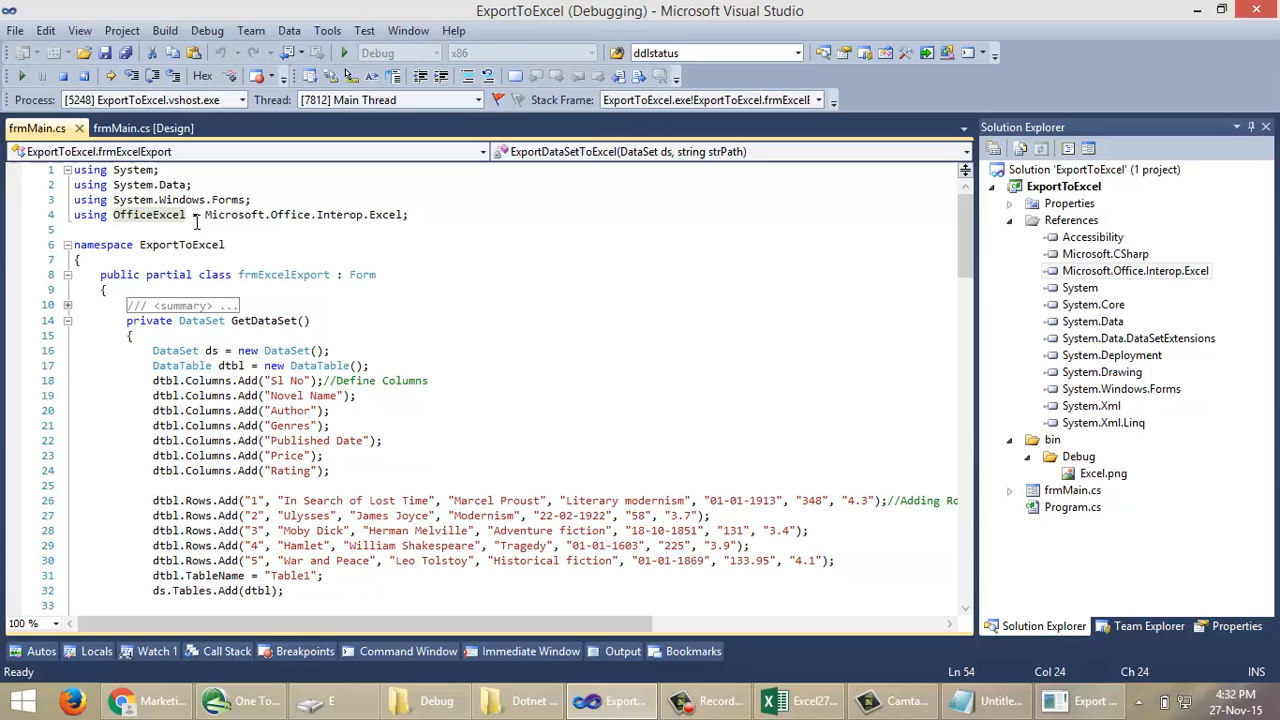 ExportToExcel (Debugging) - Microsoft Visual Studio
File Edit View Project Build Debug Team Data Tools Test Window Help
Debug x86 ddlstatus
Hex
Process: [5248] ExportToExcel.vshost.exe Thread: [7812] Main Thread Stack Frame: ExportToExcel.exe!ExportToExcel.frmExcelE
frmMain.cs frmMain.cs [Design]
ExportToExcel.frmExcelExport ExportDataSetToExcel(DataSet ds, string strPath)
1 using System;
2 using System.Data;
3 using System.Windows.Forms;
4 using OfficeExcel = Microsoft.Office.Interop.Excel;
5
6 namespace ExportToExcel
7 {
8 public partial class frmExcelExport : Form
9 {
10 /// <summary> ...
14 private DataSet GetDataSet()
15 {
16 DataSet ds = new DataSet();
17 DataTable dtbl = new DataTable();
18 dtbl.Columns.Add("Sl No");//Define Columns
19 dtbl.Columns.Add("Novel Name");
20 dtbl.Columns.Add("Author");
21 dtbl.Columns.Add("Genres");
22 dtbl.Columns.Add("Published Date");
23 dtbl.Columns.Add("Price");
24 dtbl.Columns.Add("Rating");
25
26 dtbl.Rows.Add("1", "In Search of Lost Time", "Marcel Proust", "Literary modernism", "01-01-1913", "348", "4.3");//Adding Ro
27 dtbl.Rows.Add("2", "Ulysses", "James Joyce", "Modernism", "22-02-1922", "58", "3.7");
28 dtbl.Rows.Add("3", "Moby Dick", "Herman Melville", "Adventure fiction", "18-10-1851", "131", "3.4");
29 dtbl.Rows.Add("4", "Hamlet", "William Shakespeare", "Tragedy", "01-01-1603", "225", "3.9");
30 dtbl.Rows.Add("5", "War and Peace", "Leo Tolstoy", "Historical fiction", "01-01-1869", "133.95", "4.1");
31 dtbl.TableName = "Table1";
32 ds.Tables.Add(dtbl);
33
100 %
Solution Explorer
Solution 'ExportToExcel' (1 project)
ExportToExcel
Properties
References
Accessibility
Microsoft.CSharp
Microsoft.Office.Interop.Excel
System
System.Core
System.Data
System.Data.DataSetExtensions
System.Deployment
System.Drawing
System.Windows.Forms
System.Xml
System.Xml.Linq
bin
Debug
Excel.png
frmMain.cs
Program.cs
Solution Explorer Team Explorer Properties
Autos Locals Watch 1 Call Stack Breakpoints Command Window Immediate Window Output Bookmarks
Ready Ln 54 Col 24 Ch 24 INS
Marketi... One To... E Debug Dotnet ... Export... Record... Excel27... Camta... Untitle... Export ...
4:32 PM
27-Nov-15